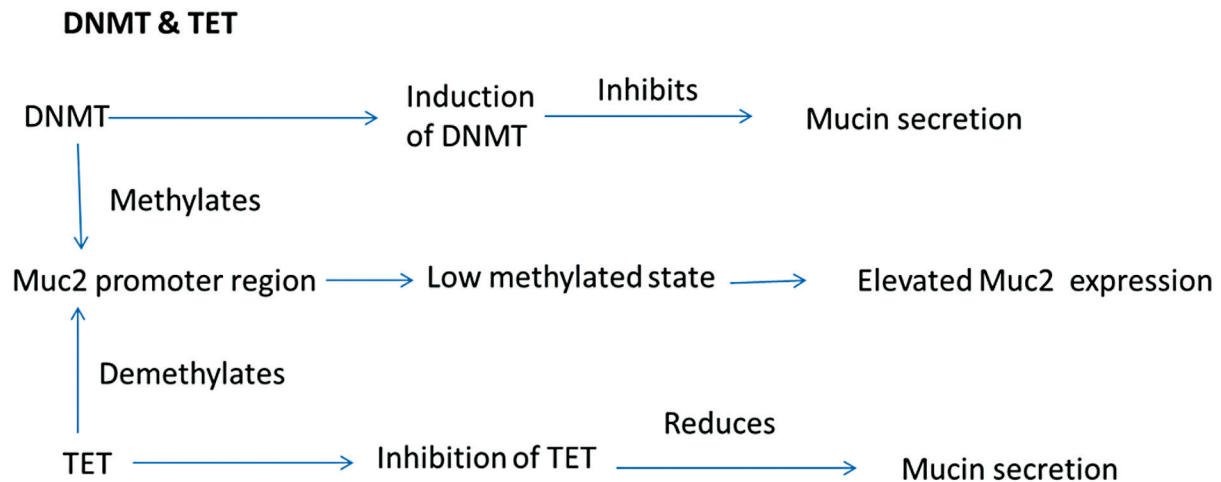 DNMT & TET
DNMT
Induction
of DNMT
Inhibits
Mucin secretion
Methylates
Muc2 promoter region
Low methylated state
Elevated Muc2 expression
Demethylates
TET
Inhibition of TET
Reduces
Mucin secretion